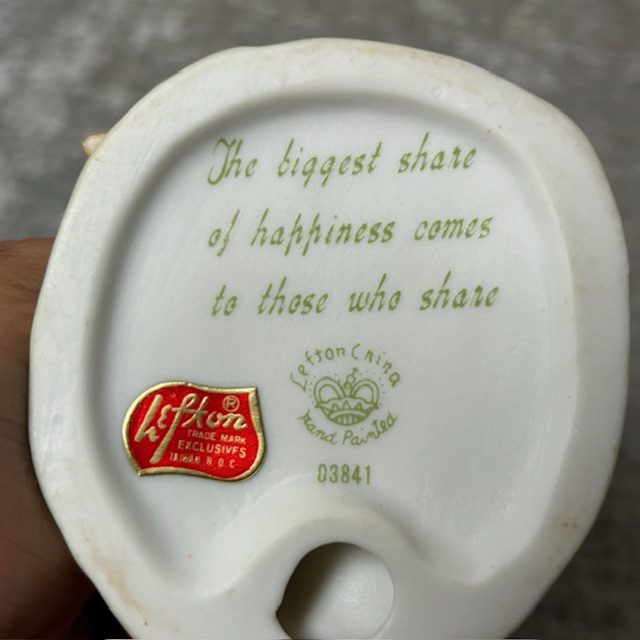 The biggest share
of happiness comes
to those who share
Lefton China
Hand Painted
03841
Lefton®
TRADE MARK
EXCLUSIVES
TAIWAN R.O.C.